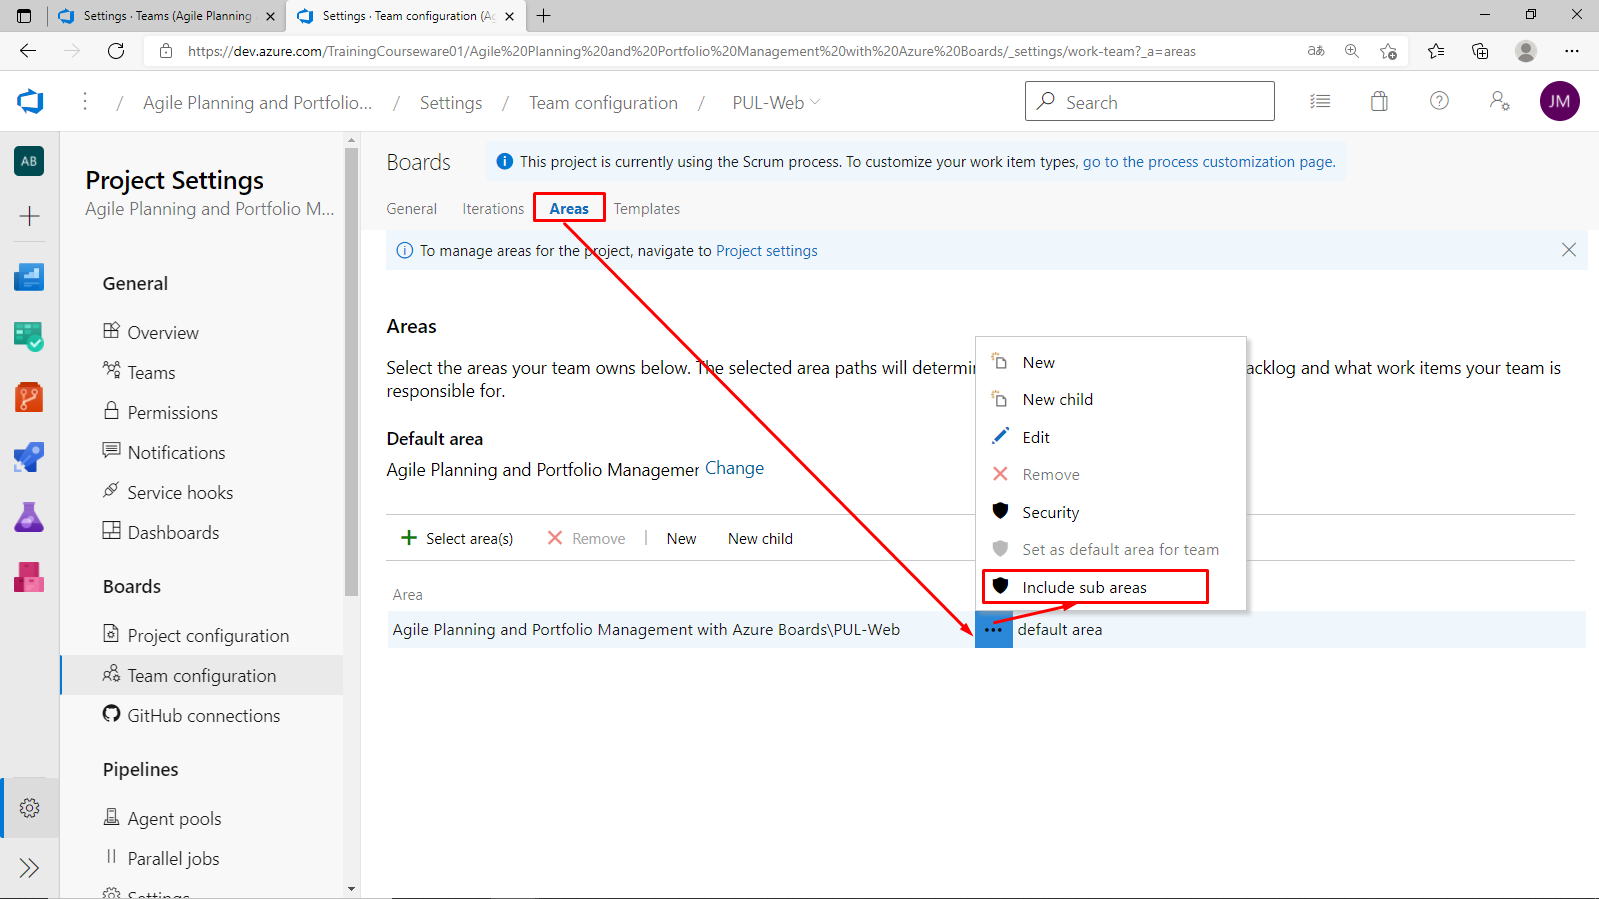 Settings · Teams (Agile Planning
Settings · Team configuration (Ag
https://dev.azure.com/TrainingCourseware01/Agile%20Planning%20and%20Portfolio%20Management%20with%20Azure%20Boards/_settings/work-team?_a=areas
aあ
/ Agile Planning and Portfolio... / Settings / Team configuration / PUL-Web
Search
JM
AB
Project Settings
Agile Planning and Portfolio M...
General
Overview
Teams
Permissions
Notifications
Service hooks
Dashboards
Boards
Project configuration
Team configuration
GitHub connections
Pipelines
Agent pools
Parallel jobs
Settings
Boards
This project is currently using the Scrum process. To customize your work item types, go to the process customization page.
General Iterations Areas Templates
To manage areas for the project, navigate to Project settings
Areas
Select the areas your team owns below. The selected area paths will determin
acklog and what work items your team is
responsible for.
Default area
Agile Planning and Portfolio Managemer Change
Select area(s) Remove New New child
Area
Agile Planning and Portfolio Management with Azure Boards\PUL-Web
default area
New
New child
Edit
Remove
Security
Set as default area for team
Include sub areas